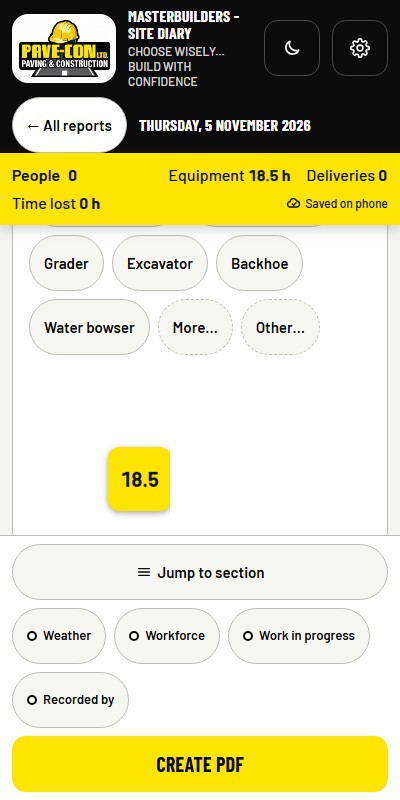 PAVE-CON LTD.
PAVING & CONSTRUCTION
MASTERBUILDERS -
SITE DIARY
CHOOSE WISELY...
BUILD WITH
CONFIDENCE
← All reports
THURSDAY, 5 NOVEMBER 2026
People 0
Equipment 18.5 h
Deliveries 0
Time lost 0 h
Saved on phone
Grader
Excavator
Backhoe
Water bowser
More...
Other...
18.5
Jump to section
Weather
Workforce
Work in progress
Recorded by
CREATE PDF